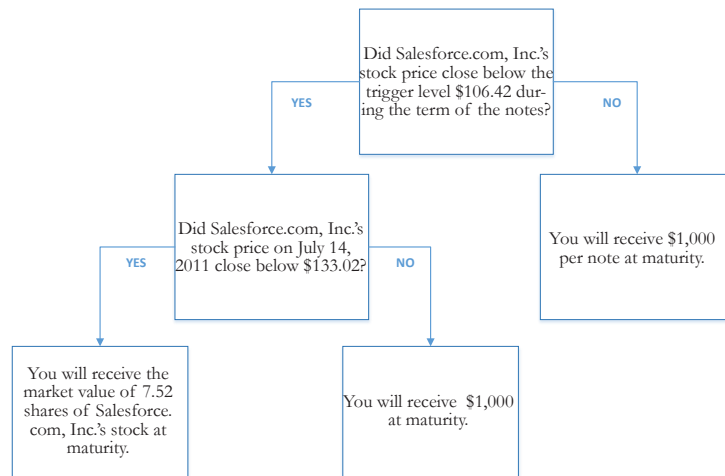 Did Salesforce.com, Inc.'s
stock price close below the
trigger level $106.42 dur-
ing the term of the notes?
YES
NO
Did Salesforce.com, Inc.'s
stock price on July 14,
2011 close below $133.02?
You will receive $1,000
per note at maturity.
YES
NO
You will receive the
market value of 7.52
shares of Salesforce.
com, Inc.'s stock at
maturity.
You will receive $1,000
at maturity.